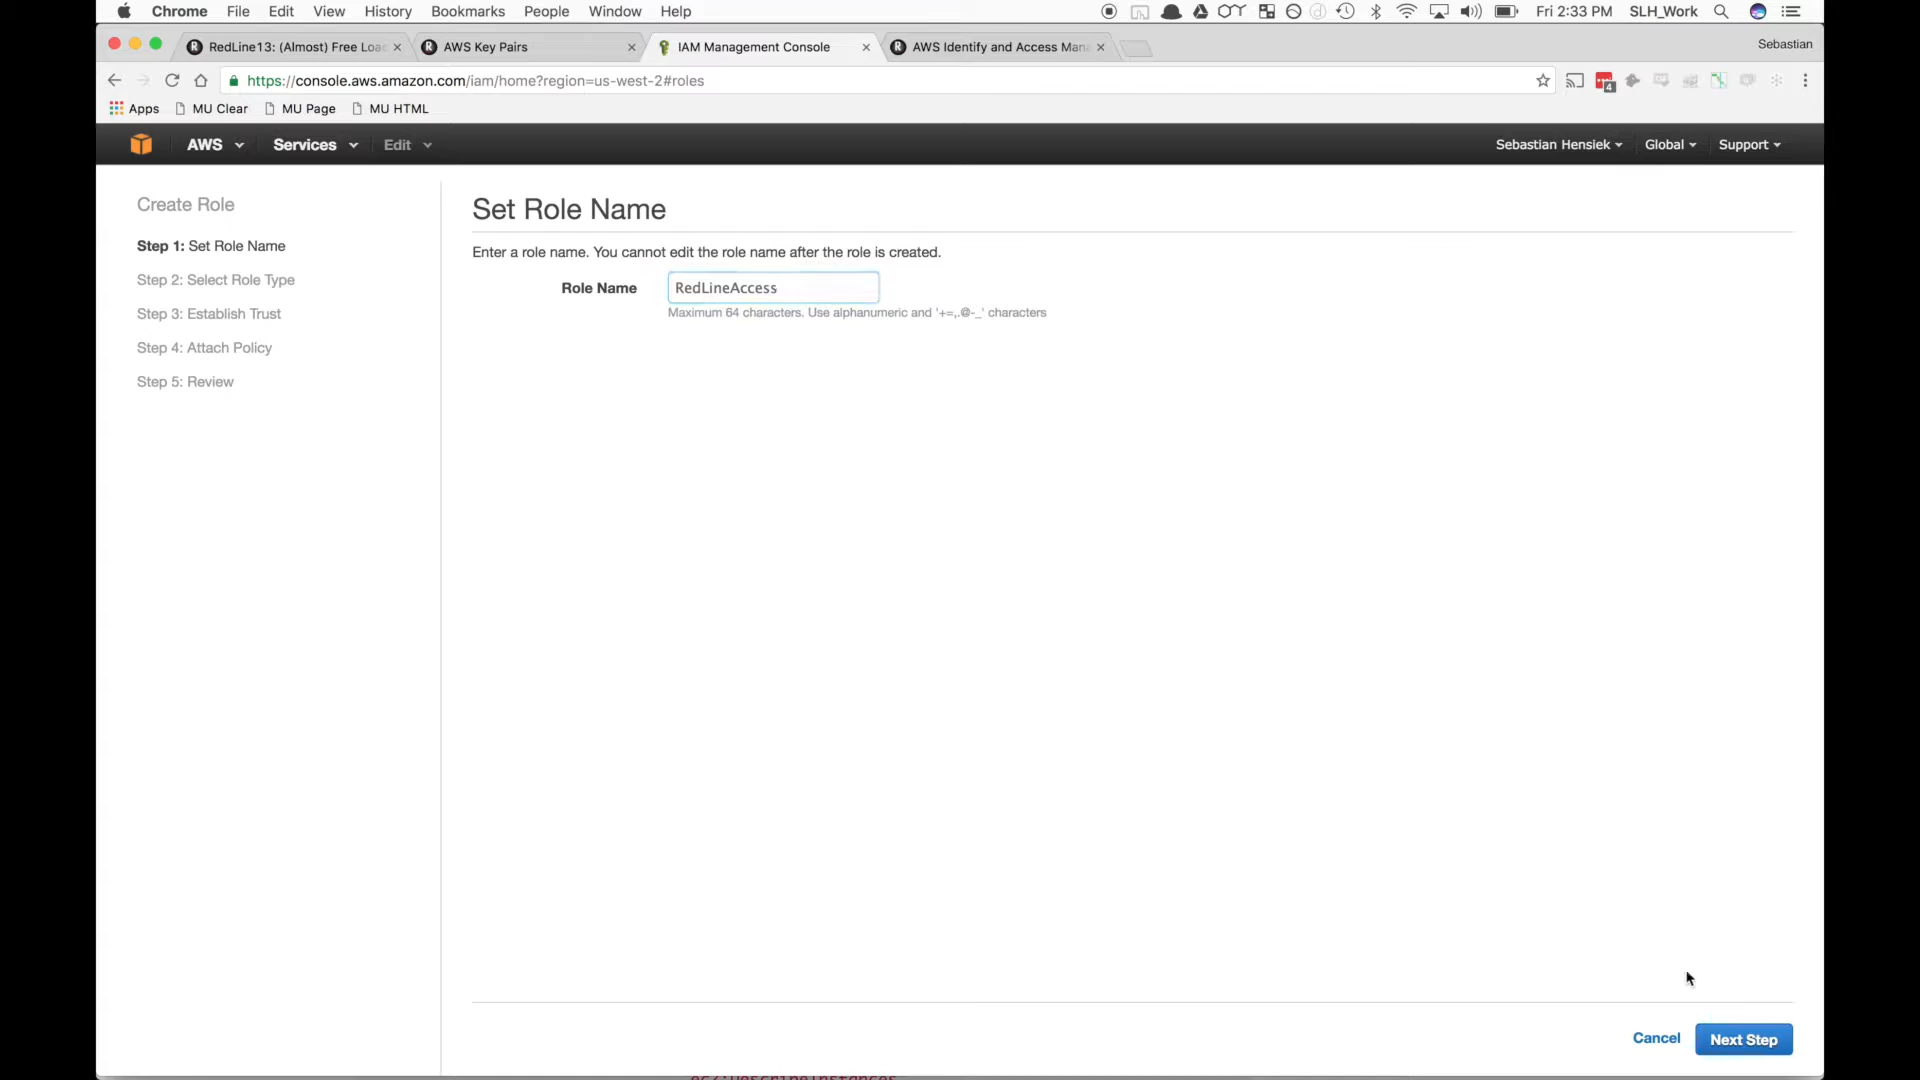 Chrome File Edit View History Bookmarks People Window Help Fri 2:33 PM SLH_Work
RedLine13: (Almost) Free Loa AWS Key Pairs IAM Management Console AWS Identify and Access Man Sebastian
https://console.aws.amazon.com/iam/home?region=us-west-2#roles 4
Apps MU Clear MU Page MU HTML
AWS Services Edit Sebastian Hensiek Global Support
Create Role
Step 1: Set Role Name
Step 2: Select Role Type
Step 3: Establish Trust
Step 4: Attach Policy
Step 5: Review
Set Role Name
Enter a role name. You cannot edit the role name after the role is created.
Role Name RedLineAccess
Maximum 64 characters. Use alphanumeric and '+=,.@-_' characters
Cancel Next Step